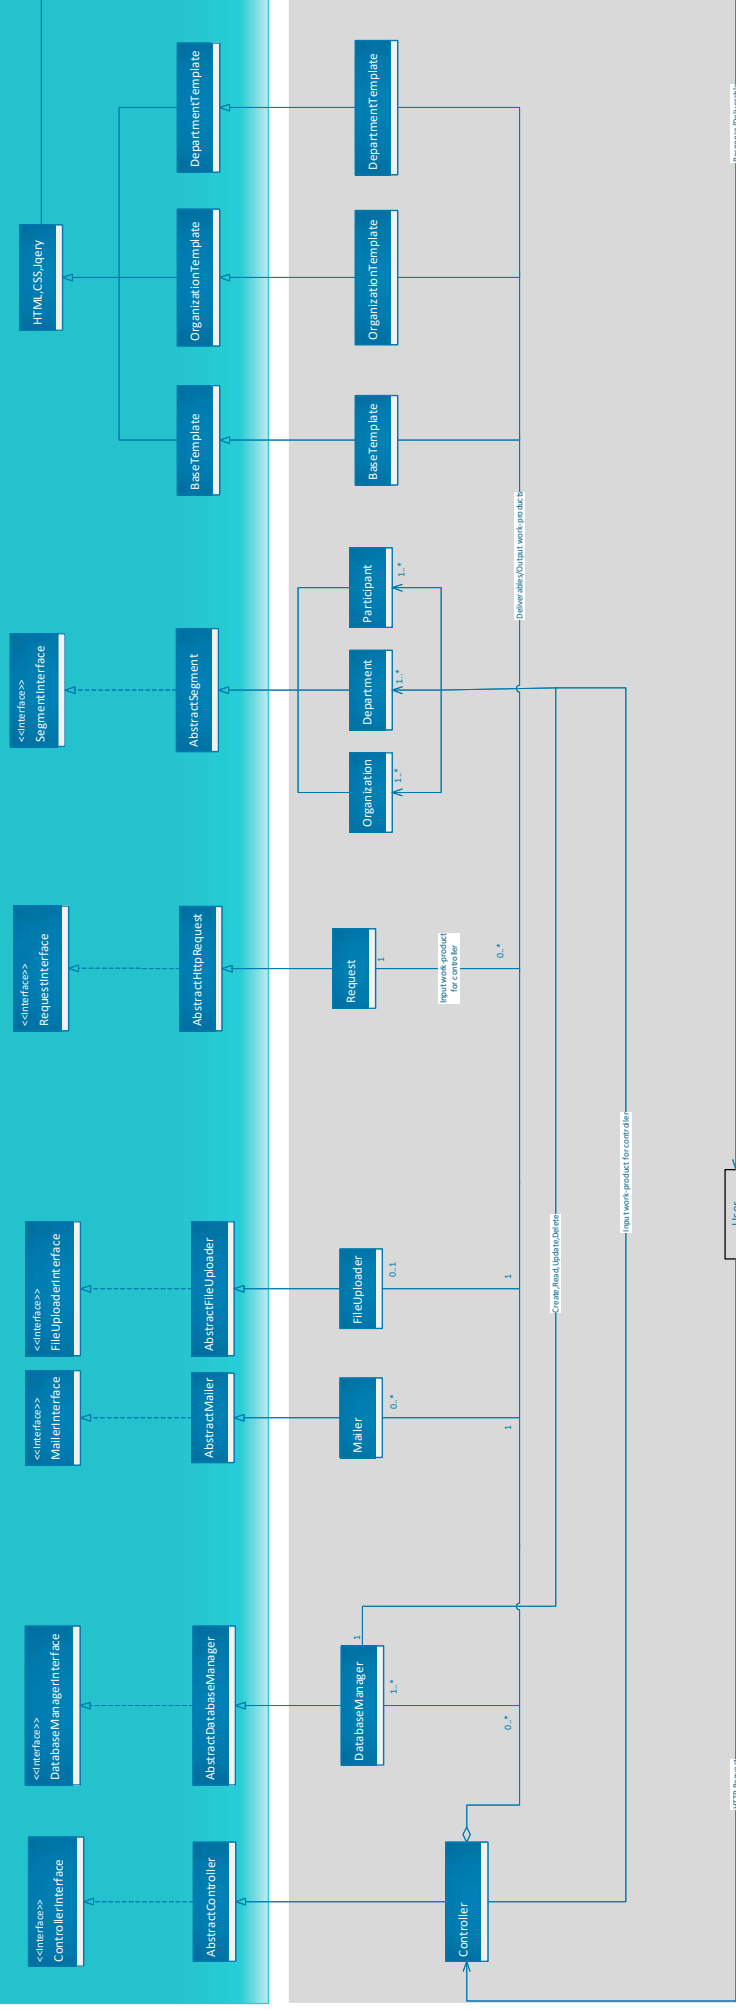 <<Interface>>
ControllerInterface
<<Interface>>
DatabaseManagerInterface
<<Interface>>
MailerInterface
<<Interface>>
FileUploaderInterface
<<Interface>>
RequestInterface
<<Interface>>
SegmentInterface
HTML,CSS,Jqery
AbstractController
AbstractDatabaseManager
AbstractMailer
AbstractFileUploader
AbstractHttpRequest
AbstractSegment
BaseTemplate
OrganizationTemplate
DepartmentTemplate
Controller
DatabaseManager
1
1..*
0..*
Mailer
0..*
1
FileUploader
0..1
1
Request
1
Input work-product
for controller
0..*
Organization
1..*
Department
1..*
Participant
1..*
BaseTemplate
OrganizationTemplate
DepartmentTemplate
Deliverables/Output work-products
Create,Read,Update,Delete
Input work-product for controller